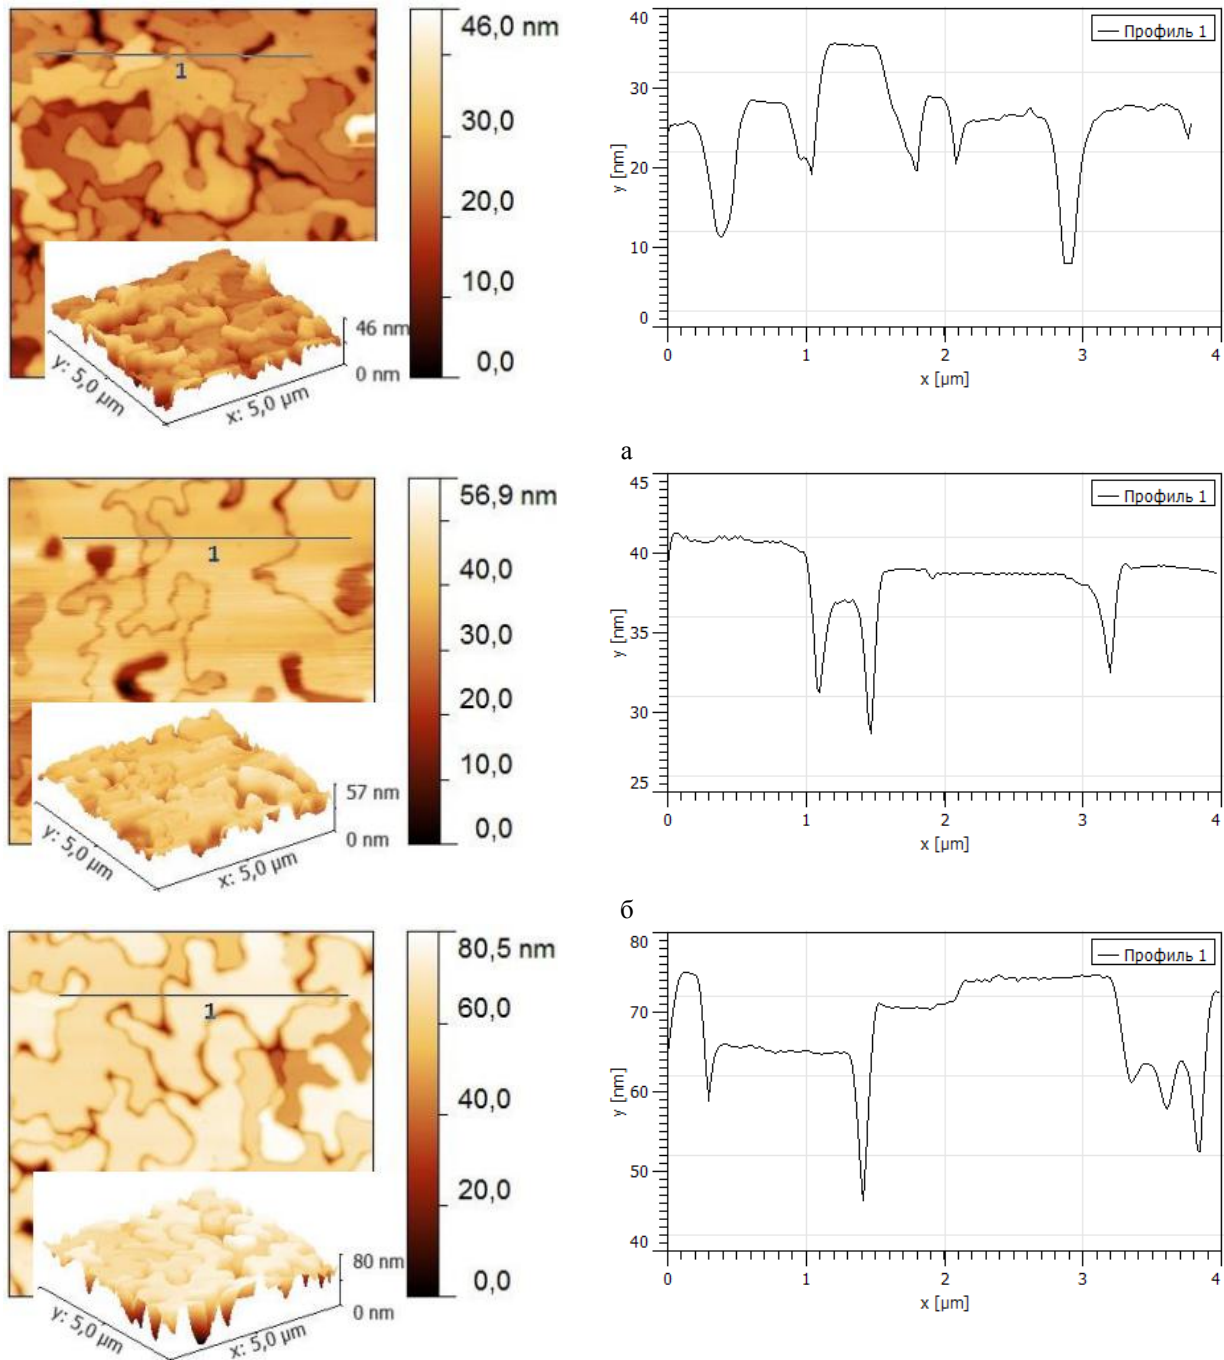 46,0 nm
30,0
20,0
10,0
0,0
1
46 nm
0 nm
y: 5,0 µm
x: 5,0 µm
40
30
20
10
0
y [nm]
Профиль 1
0 1 2 3 4
x [µm]
а
56,9 nm
40,0
30,0
20,0
10,0
0,0
1
57 nm
0 nm
y: 5,0 µm
x: 5,0 µm
45
40
35
30
25
y [nm]
Профиль 1
0 1 2 3 4
x [µm]
б
80,5 nm
60,0
40,0
20,0
0,0
1
80 nm
0 nm
y: 5,0 µm
x: 5,0 µm
80
70
60
50
40
y [nm]
Профиль 1
0 1 2 3 4
x [µm]